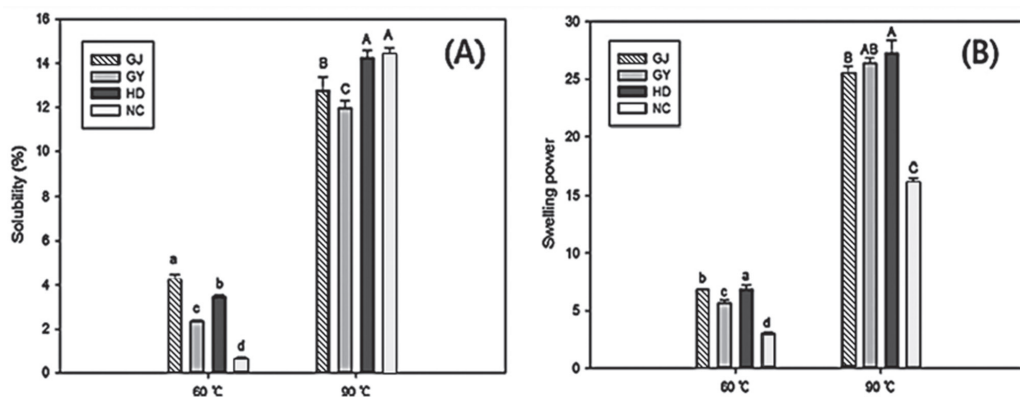 (A)
GJ
GY
HD
NC
Solubility (%)
16
14
12
10
8
6
4
2
0
a
c
b
d
B
C
A
A
60 ℃
90 ℃
(B)
GJ
GY
HD
NC
Swelling power
30
25
20
15
10
5
0
b
c
a
d
B
AB
A
C
60 ℃
90 ℃